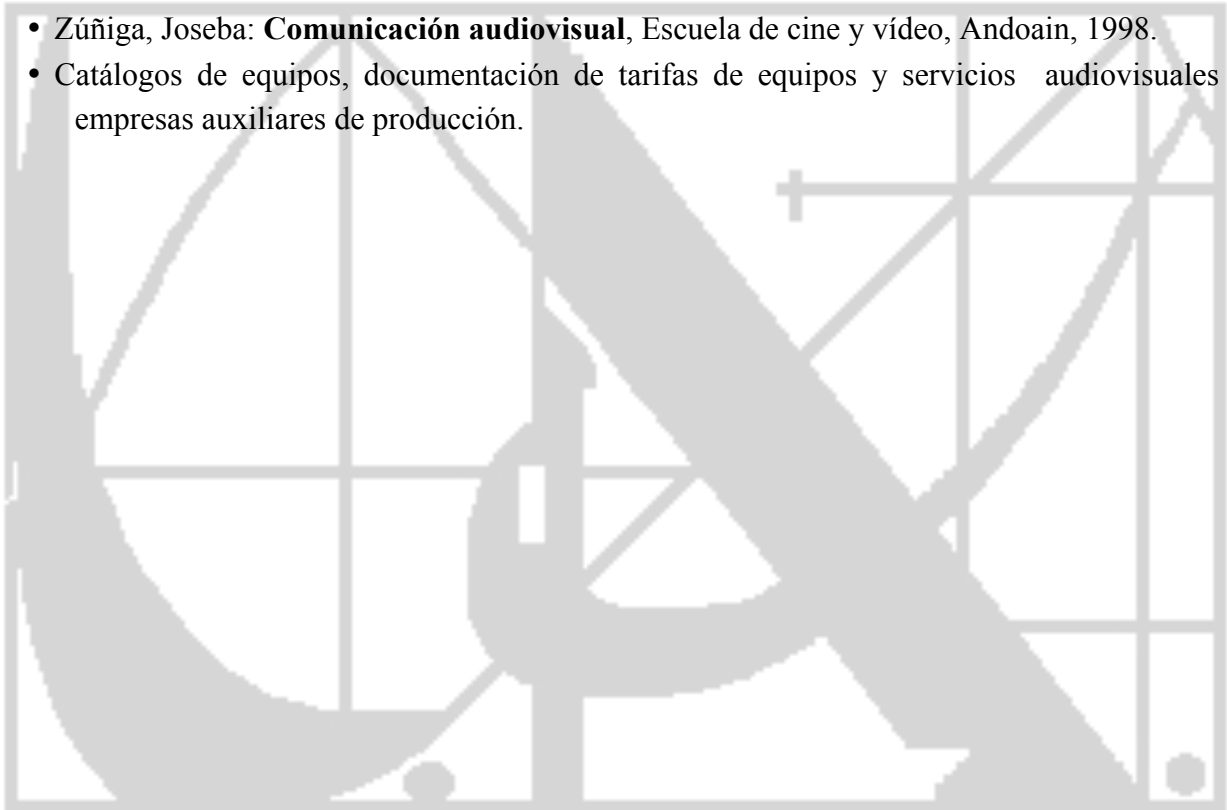 • Zúñiga, Joseba: Comunicación audiovisual, Escuela de cine y vídeo, Andoain, 1998.
• Catálogos de equipos, documentación de tarifas de equipos y servicios audiovisuales
empresas auxiliares de producción.